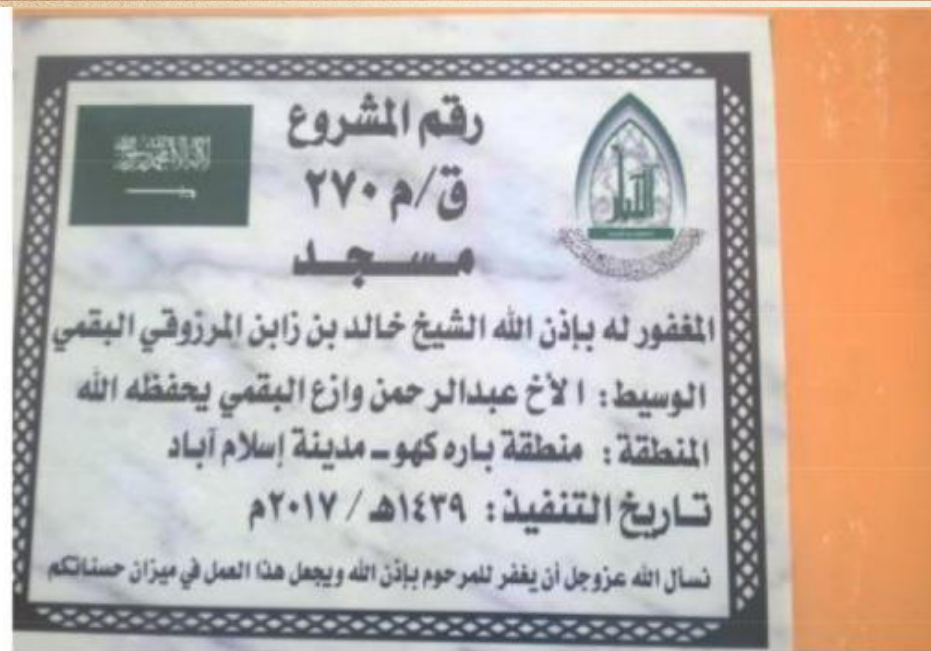 رقم المشروع
ق/م ٢٧٠
مسجد
المغفور له بإذن الله الشيخ خالد بن زابن المرزوقي البقمي
الوسيط: الأخ عبدالرحمن وازع البقمي يحفظه الله
المنطقة: منطقة باره كهو ـ مدينة إسلام آباد
تاريخ التنفيذ: ١٤٣٩هـ / ٢٠١٧م
نسأل الله عزوجل أن يغفر للمرحوم بإذن الله ويجعل هذا العمل في ميزان حسناتكم